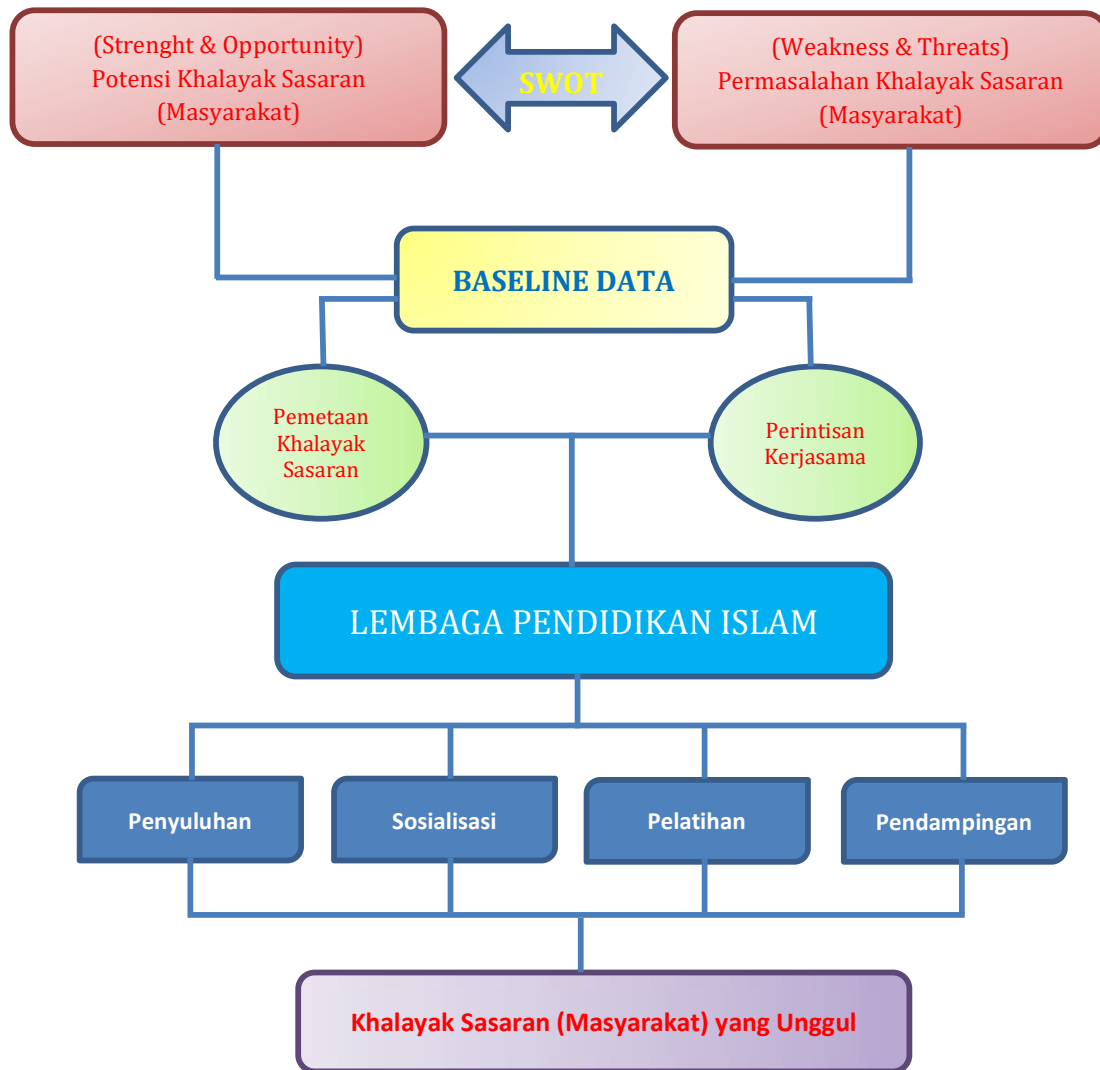 (Strenght & Opportunity)
Potensi Khalayak Sasaran
(Masyarakat)
SWOT
(Weakness & Threats)
Permasalahan Khalayak Sasaran
(Masyarakat)
BASELINE DATA
Pemetaan
Khalayak
Sasaran
Perintisan
Kerjasama
LEMBAGA PENDIDIKAN ISLAM
Penyuluhan
Sosialisasi
Pelatihan
Pendampingan
Khalayak Sasaran (Masyarakat) yang Unggul